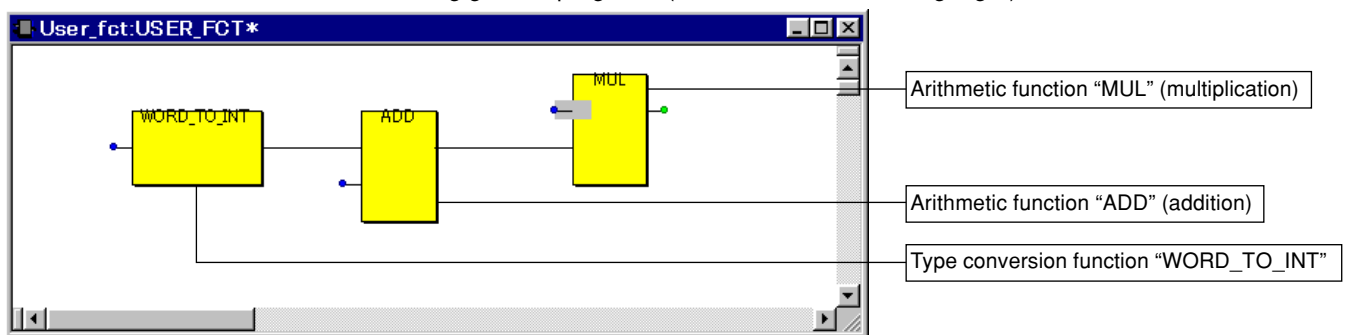 User_fct:USER_FCT*
MUL
Arithmetic function “MUL” (multiplication)
WORD_TO_INT
ADD
Arithmetic function “ADD” (addition)
Type conversion function “WORD_TO_INT”